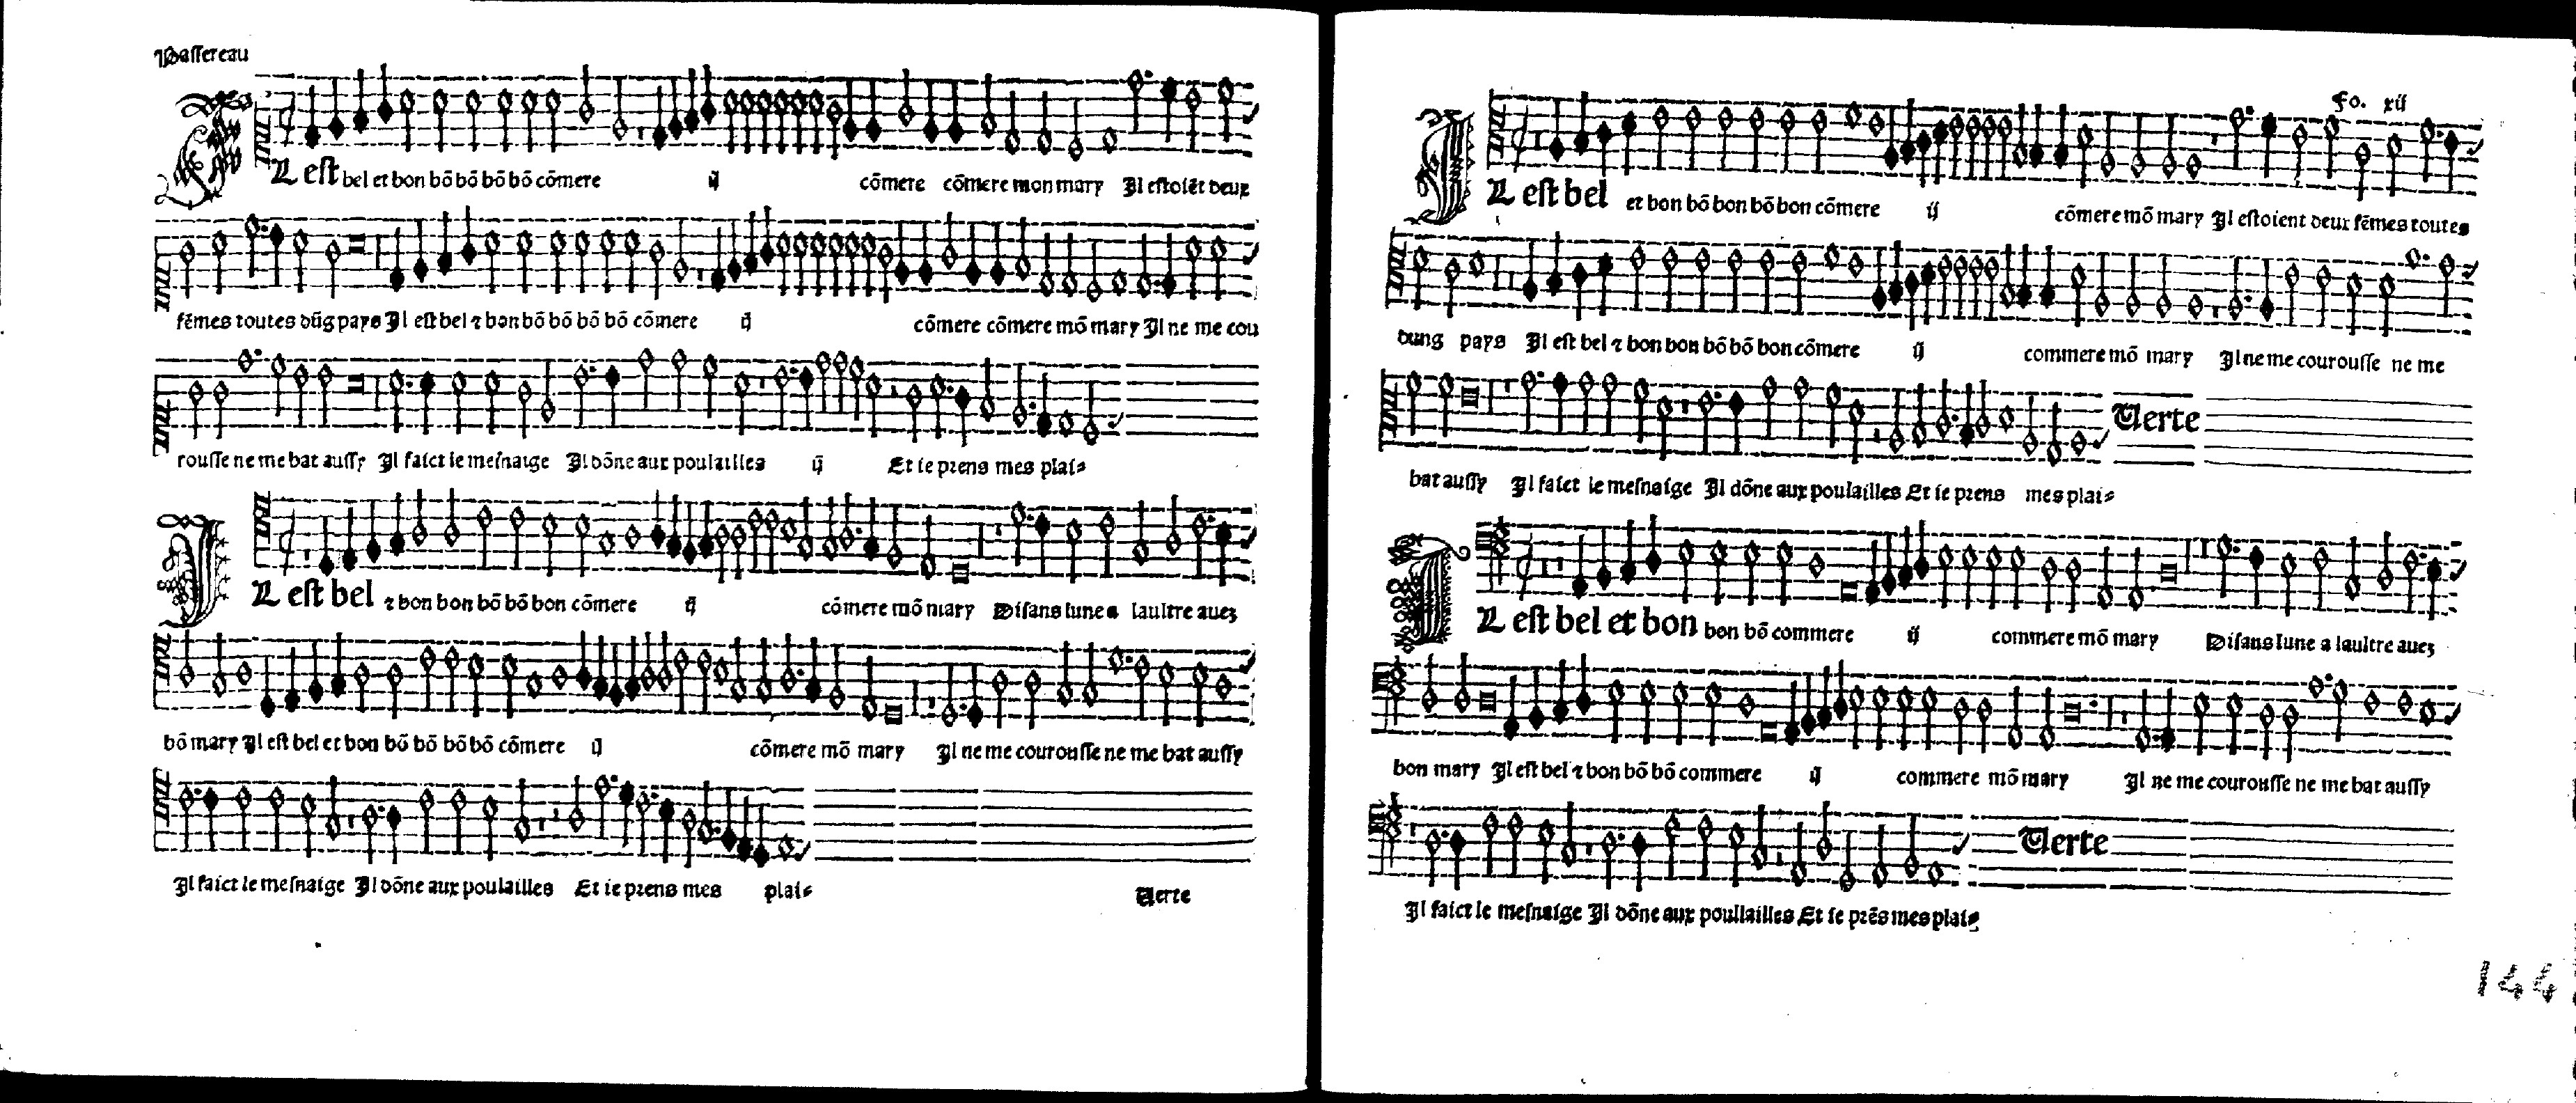 Passereau
IL est bel et bon bõ bõ bõ bõ cõmere ij cõmere cõmere mon mary Il estoiẽt deux
fẽmes toutes dũg pays Il est bel ⁊ bon bõ bõ bõ bõ cõmere ij cõmere cõmere mõ mary Il ne me cou
rousse ne me bat aussy Il faict le mesnaige Il dõne aux poulailles ij Et ie prens mes plai⸗
IL est bel ⁊ bon bon bõ bõ bon cõmere ij cõmere mõ mary Disans lune a laultre auez
bõ mary Il est bel et bon bõ bõ bõ bõ cõmere ij cõmere mõ mary Il ne me courousse ne me bat aussy
Il faict le mesnaige Il dõne aux poulailles Et ie prens mes plai⸗ Uerte
Fo. xij
IL est bel et bon bõ bon bõ bon cõmere ij cõmere mõ mary Il estoient deux fẽmes toutes
dung pays Il est bel ⁊ bon bon bõ bõ bon cõmere ij commere mõ mary Il ne me courousse ne me
Uerte
bat aussy Il faict le mesnaige Il dõne aux poulailles Et ie prens mes plai⸗
IL est bel et bon bon bõ commere ij commere mõ mary Disans lune a laultre auez
bon mary Il est bel ⁊ bon bõ bõ commere ij commere mõ mary Il ne me courousse ne me bat aussy
Uerte
Il faict le mesnaige Il dõne aux poullailles Et ie prẽs mes plai⸗
144